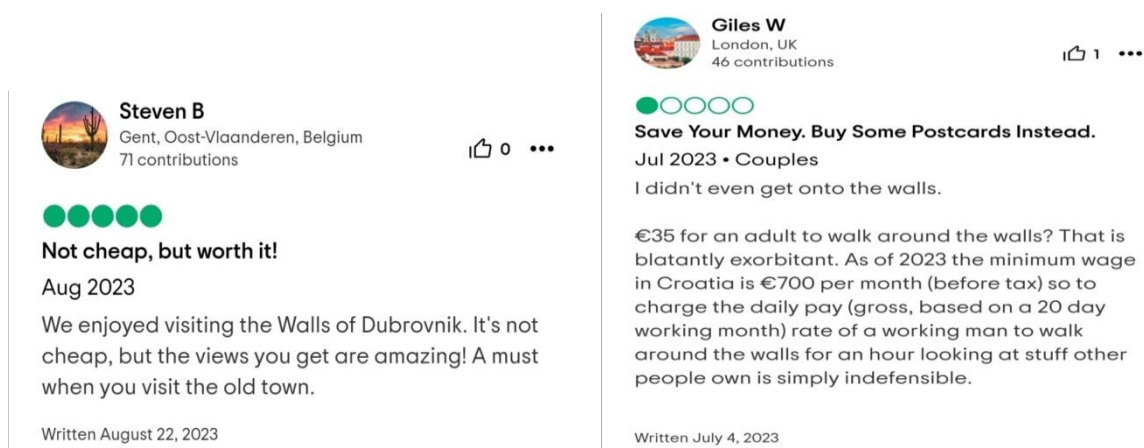 Steven B
Gent, Oost-Vlaanderen, Belgium
71 contributions
0
Not cheap, but worth it!
Aug 2023
We enjoyed visiting the Walls of Dubrovnik. It's not
cheap, but the views you get are amazing! A must
when you visit the old town.
Written August 22, 2023
Giles W
London, UK
46 contributions
1
Save Your Money. Buy Some Postcards Instead.
Jul 2023 • Couples
I didn't even get onto the walls.
€35 for an adult to walk around the walls? That is
blatantly exorbitant. As of 2023 the minimum wage
in Croatia is €700 per month (before tax) so to
charge the daily pay (gross, based on a 20 day
working month) rate of a working man to walk
around the walls for an hour looking at stuff other
people own is simply indefensible.
Written July 4, 2023